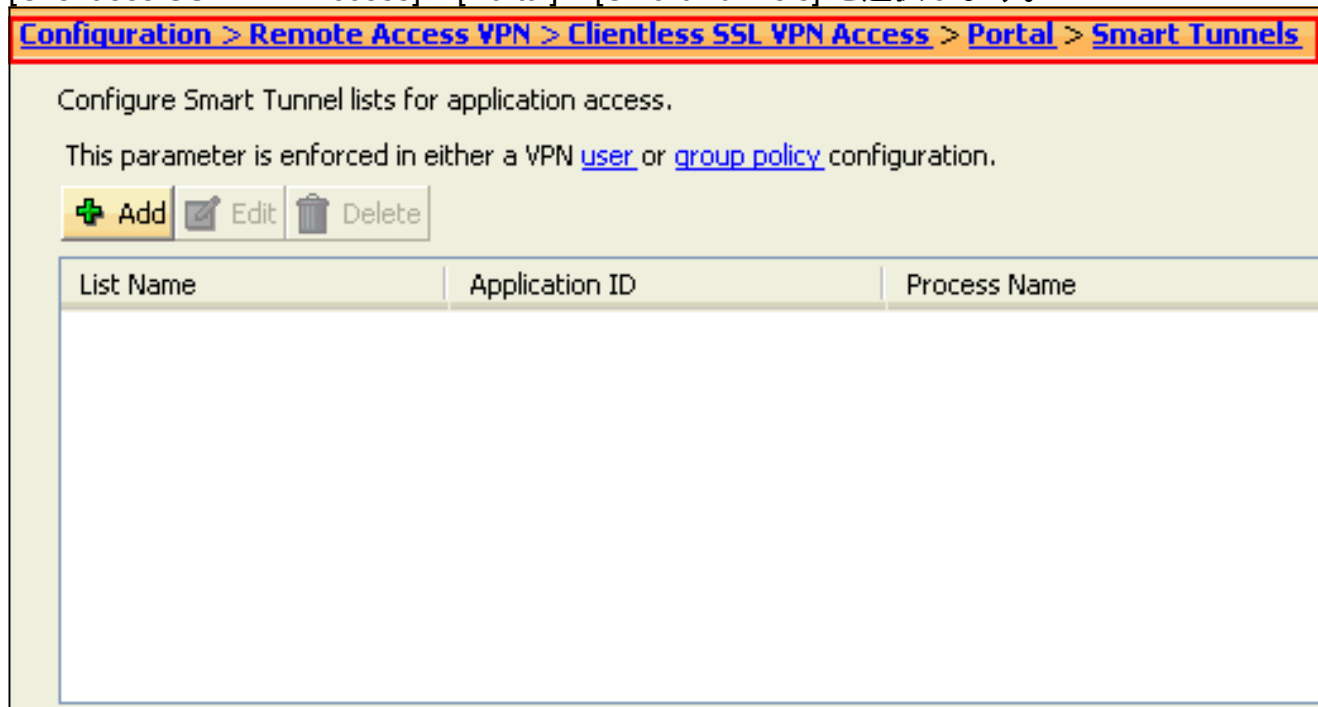 Configuration > Remote Access VPN > Clientless SSL VPN Access > Portal > Smart Tunnels
Configure Smart Tunnel lists for application access.
This parameter is enforced in either a VPN user or group policy configuration.
Add Edit Delete
List Name Application ID Process Name